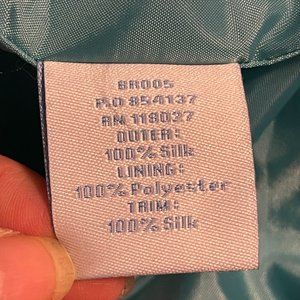 BR005
P.O 854137
RN 118027
OUTER:
100% Silk
LINING:
100% Polyester
TRIM:
100% Silk